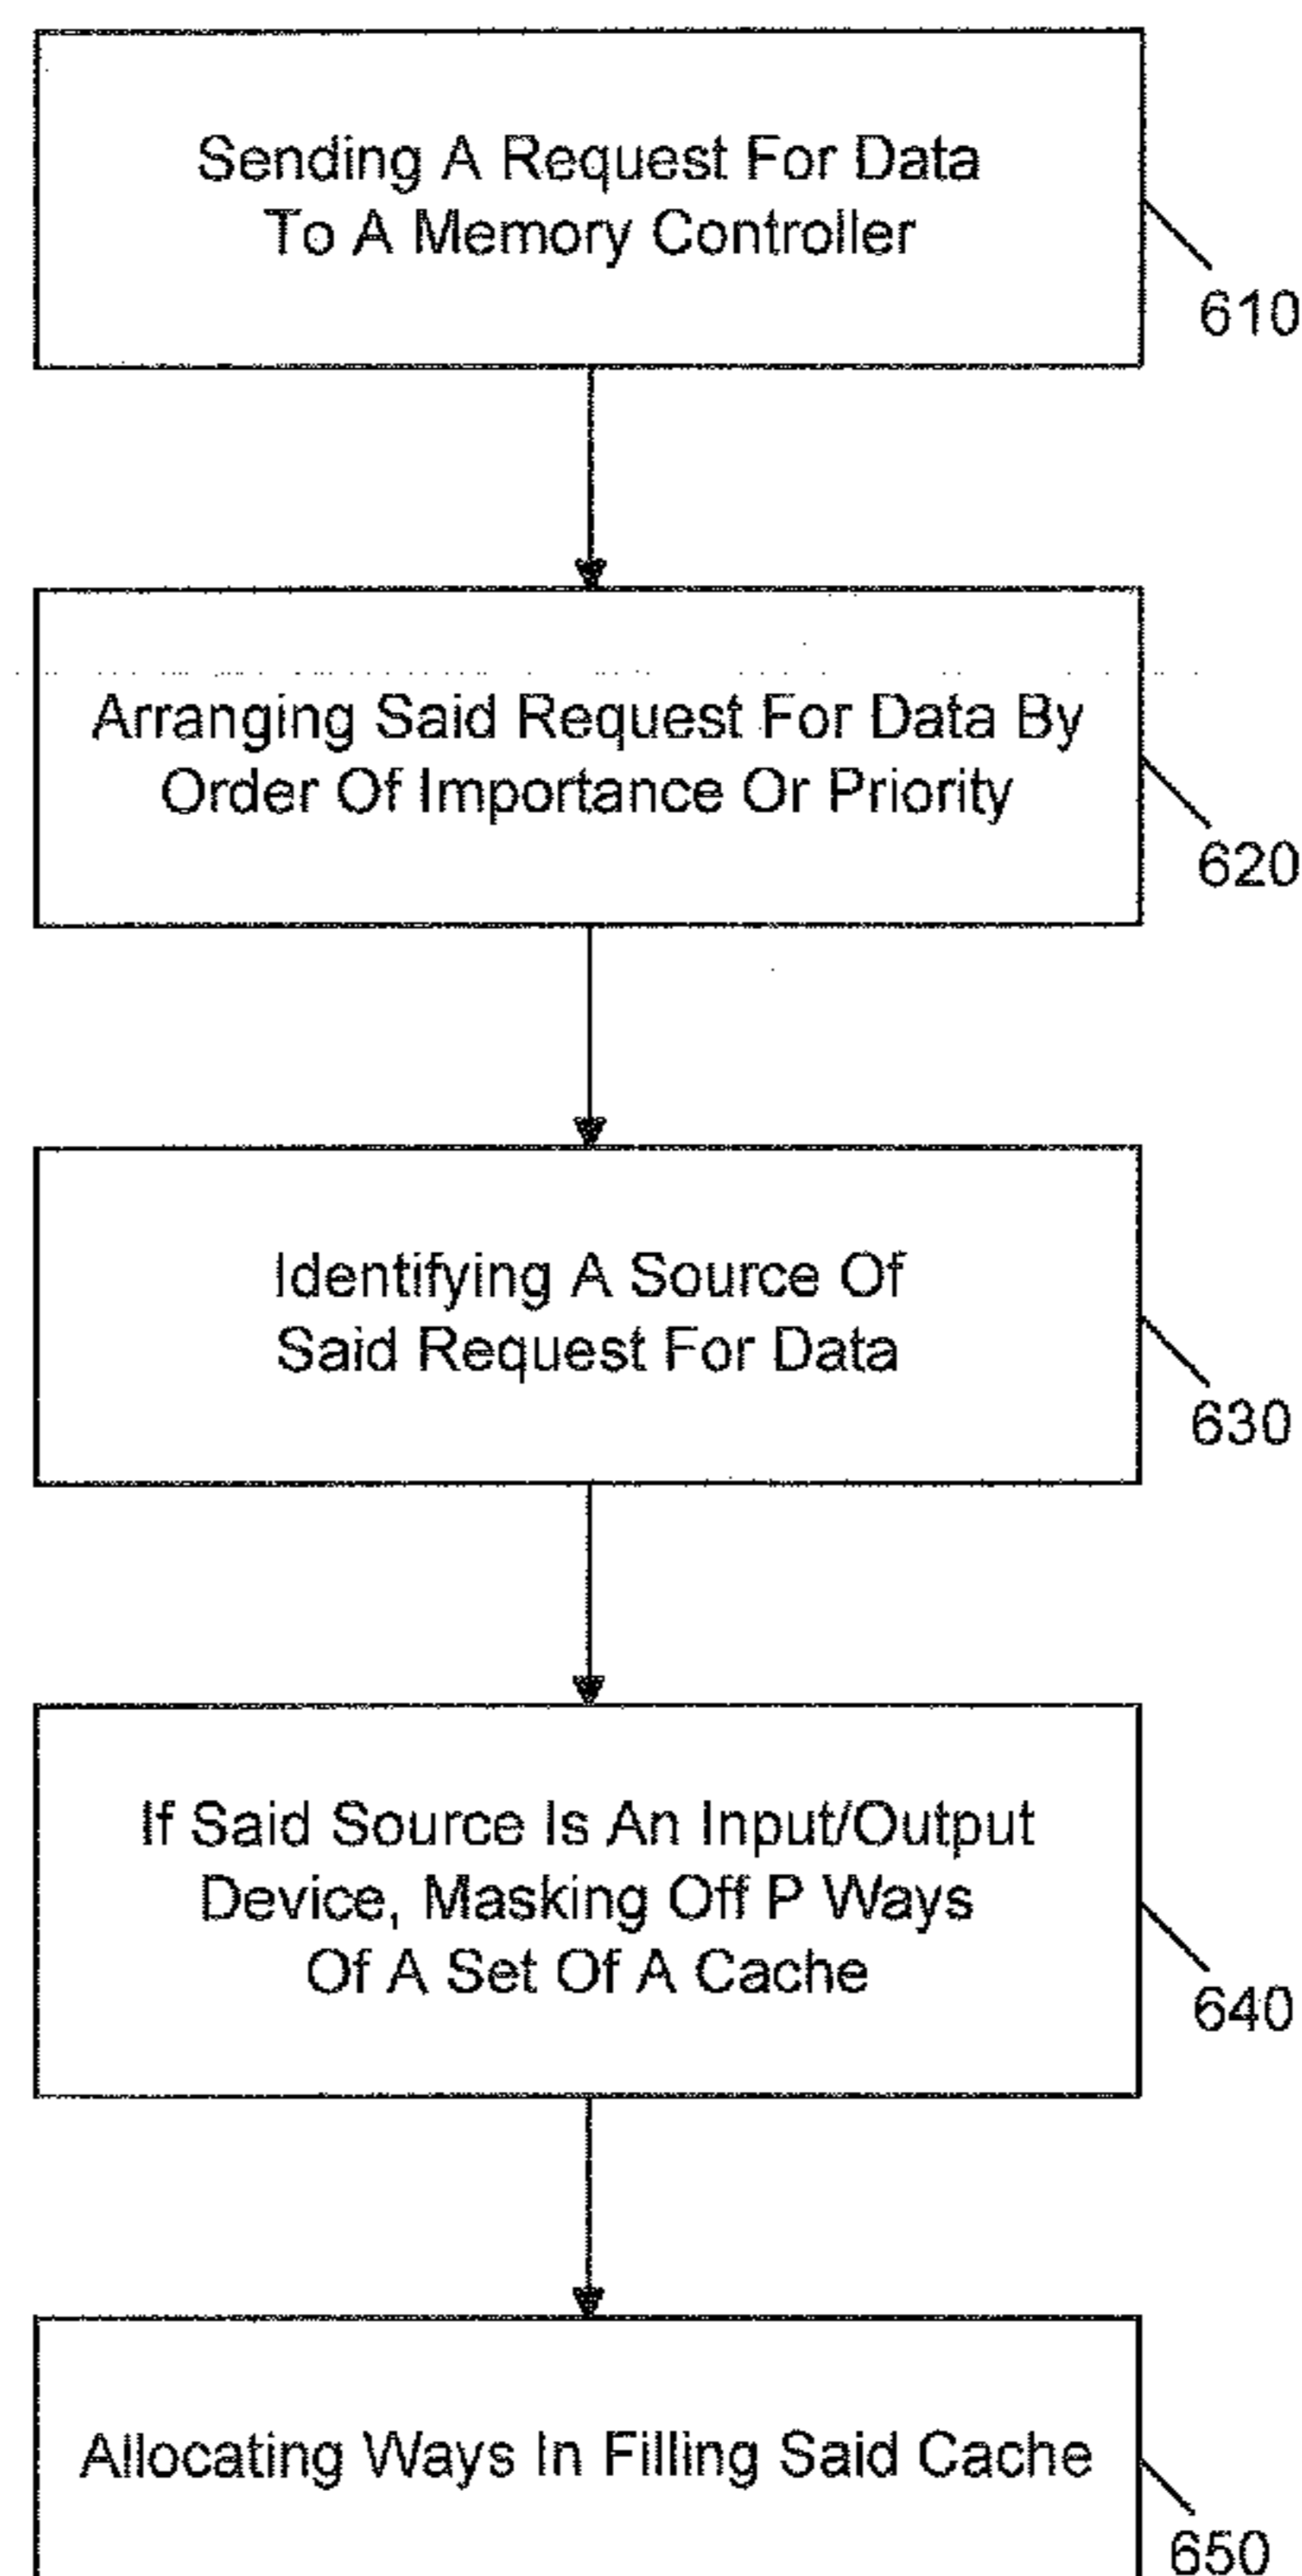 Sending A Request For Data
To A Memory Controller
610
Arranging Said Request For Data By
Order Of Importance Or Priority
620
Identifying A Source Of
Said Request For Data
630
If Said Source Is An Input/Output
Device, Masking Off P Ways
Of A Set Of A Cache
640
Allocating Ways In Filling Said Cache
650